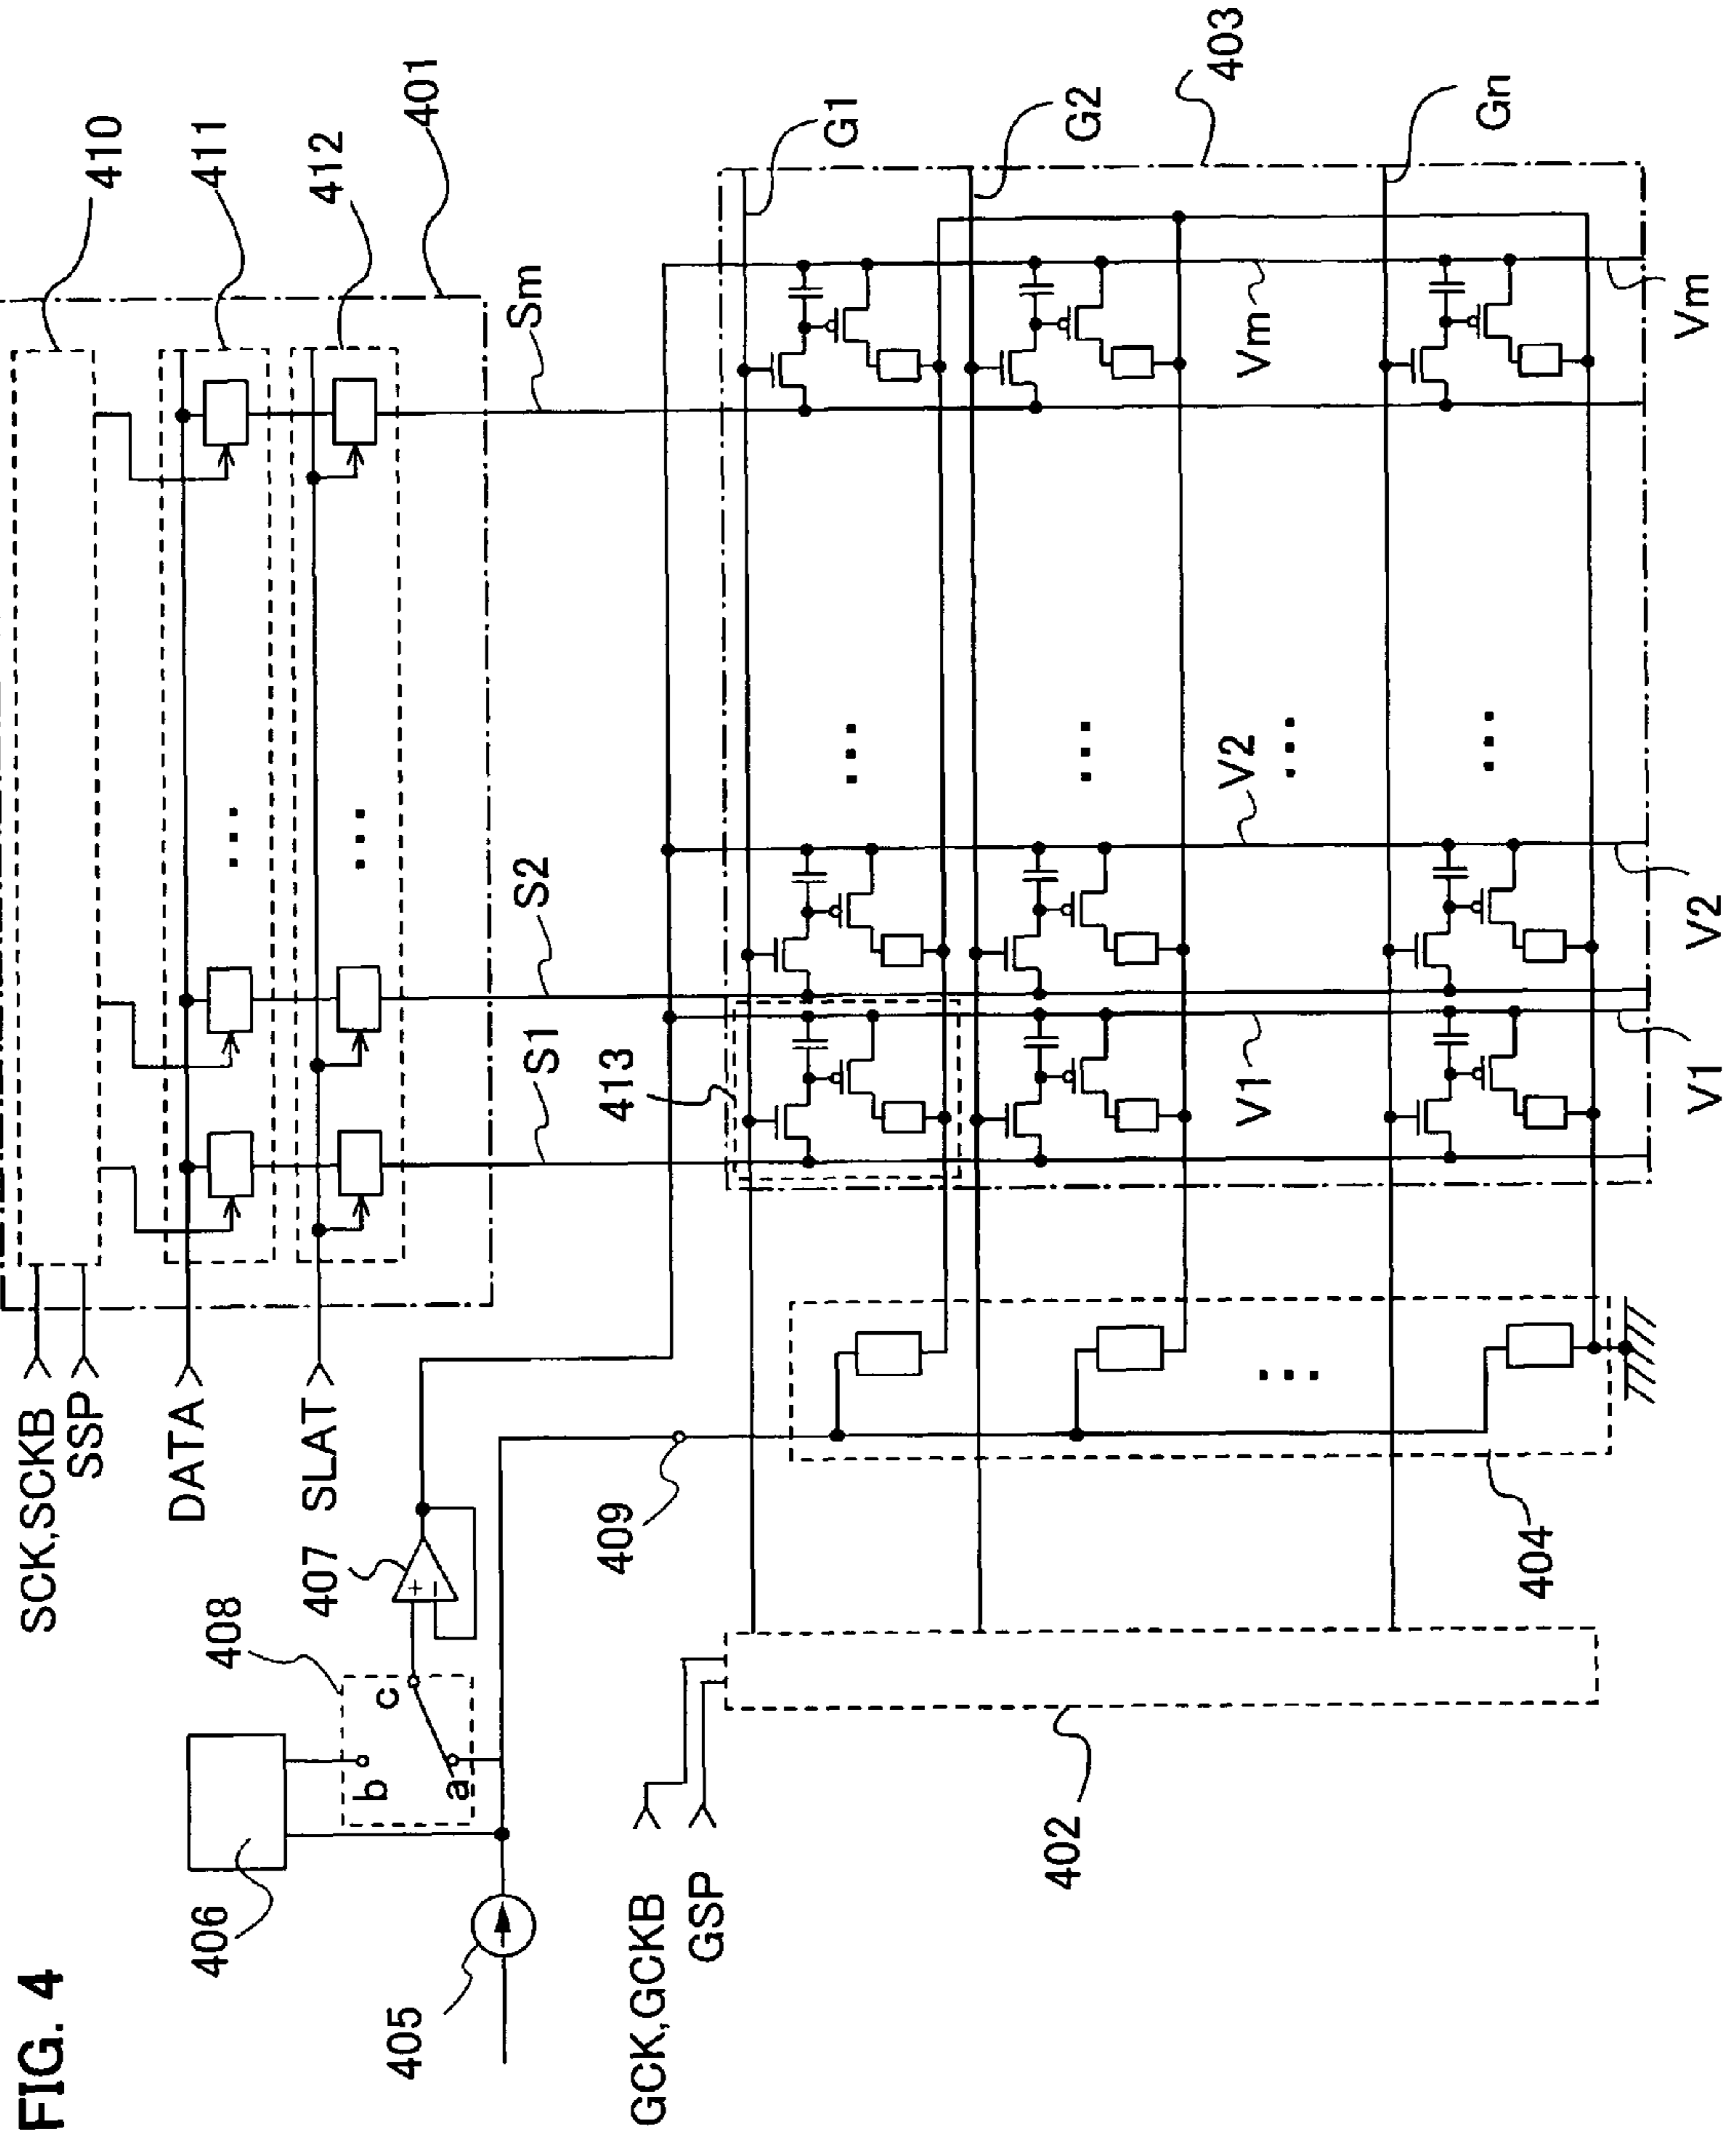 FIG. 4
SCK,SCKB
SSP
DATA
SLAT
410
411
412
401
406
408
407
405
a
b
c
+
−
S1
S2
Sm
409
413
GCK,GCKB
GSP
402
404
403
G1
G2
Gn
V1
V2
Vm
V1
V2
Vm